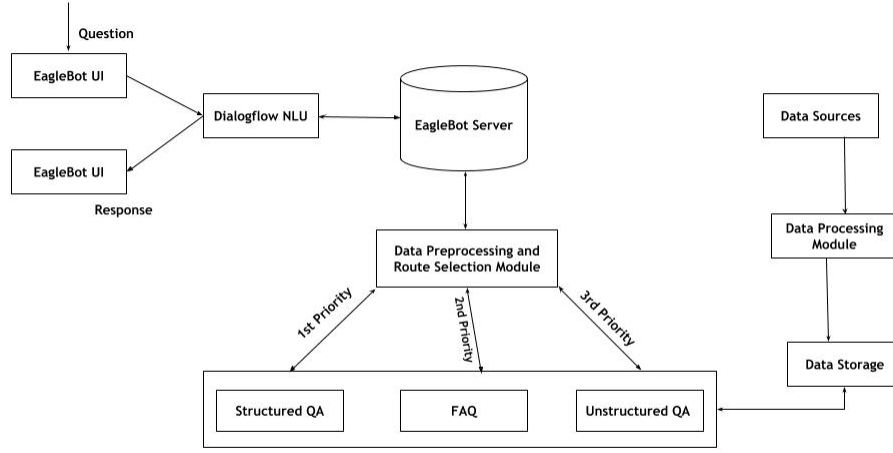 Question
EagleBot UI
Dialogflow NLU
EagleBot Server
Data Sources
EagleBot UI
Response
Data Preprocessing and
Route Selection Module
Data Processing
Module
1st Priority
2nd Priority
3rd Priority
Data Storage
Structured QA
FAQ
Unstructured QA